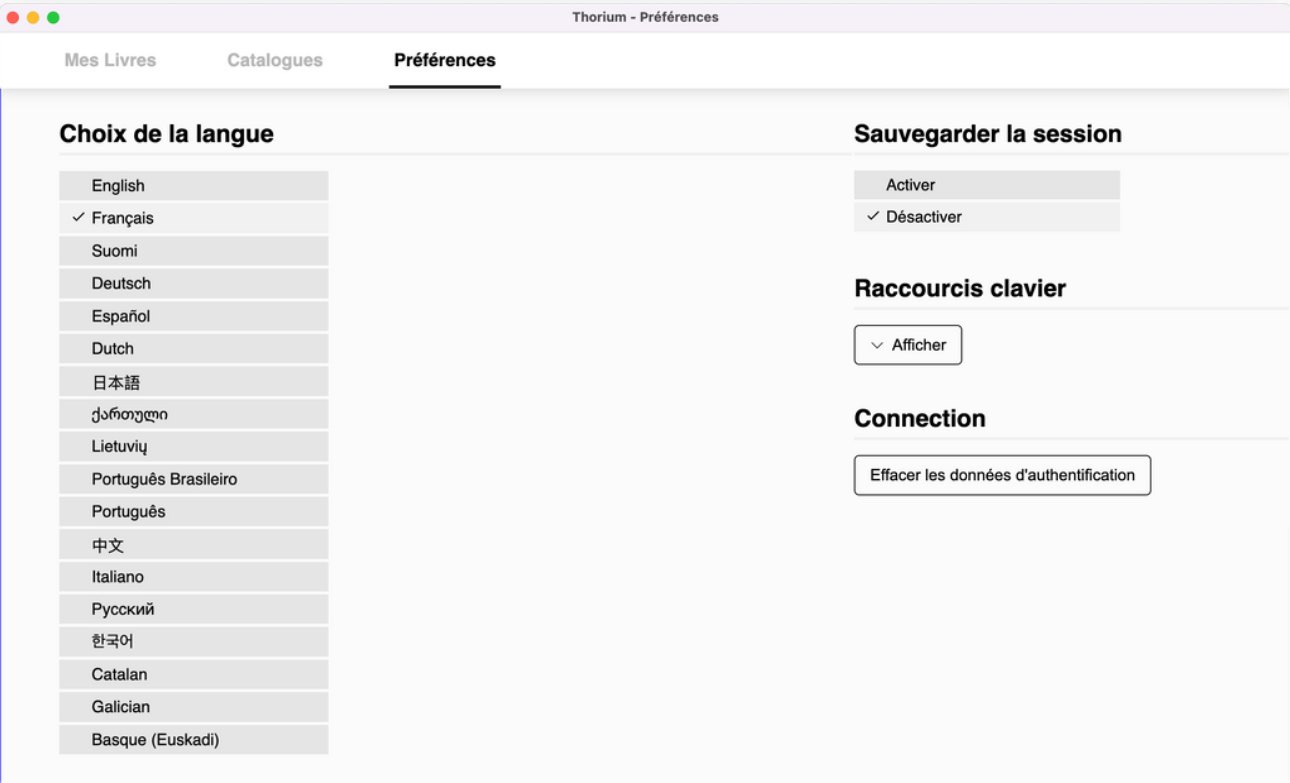 Thorium - Préférences
Mes Livres
Catalogues
Préférences
Choix de la langue
English
Français
Suomi
Deutsch
Español
Dutch
日本語
ქართული
Lietuvių
Português Brasileiro
Português
中文
Italiano
Русский
한국어
Catalan
Galician
Basque (Euskadi)
Sauvegarder la session
Activer
Désactiver
Raccourcis clavier
Afficher
Connection
Effacer les données d'authentification